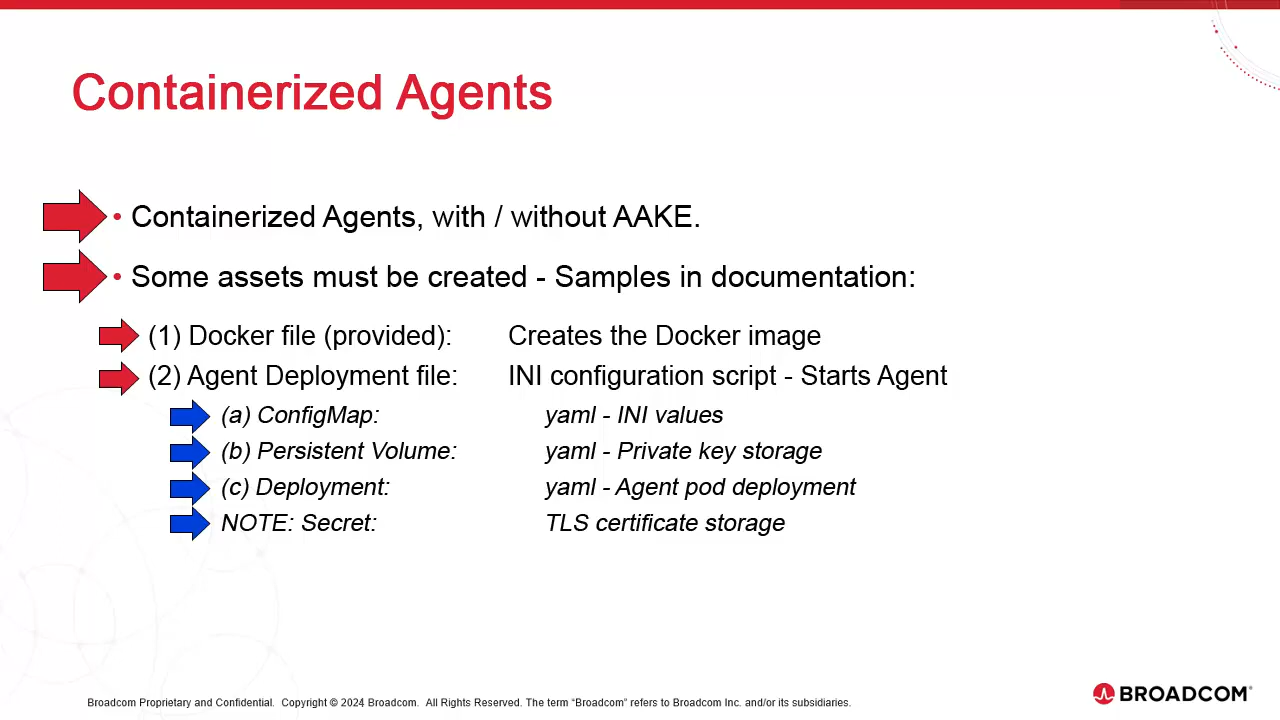 Containerized Agents
• Containerized Agents, with / without AAKE.
• Some assets must be created - Samples in documentation:
(1) Docker file (provided): Creates the Docker image
(2) Agent Deployment file: INI configuration script - Starts Agent
(a) ConfigMap: yaml - INI values
(b) Persistent Volume: yaml - Private key storage
(c) Deployment: yaml - Agent pod deployment
NOTE: Secret: TLS certificate storage
Broadcom Proprietary and Confidential. Copyright © 2024 Broadcom. All Rights Reserved. The term “Broadcom” refers to Broadcom Inc. and/or its subsidiaries.
BROADCOM®